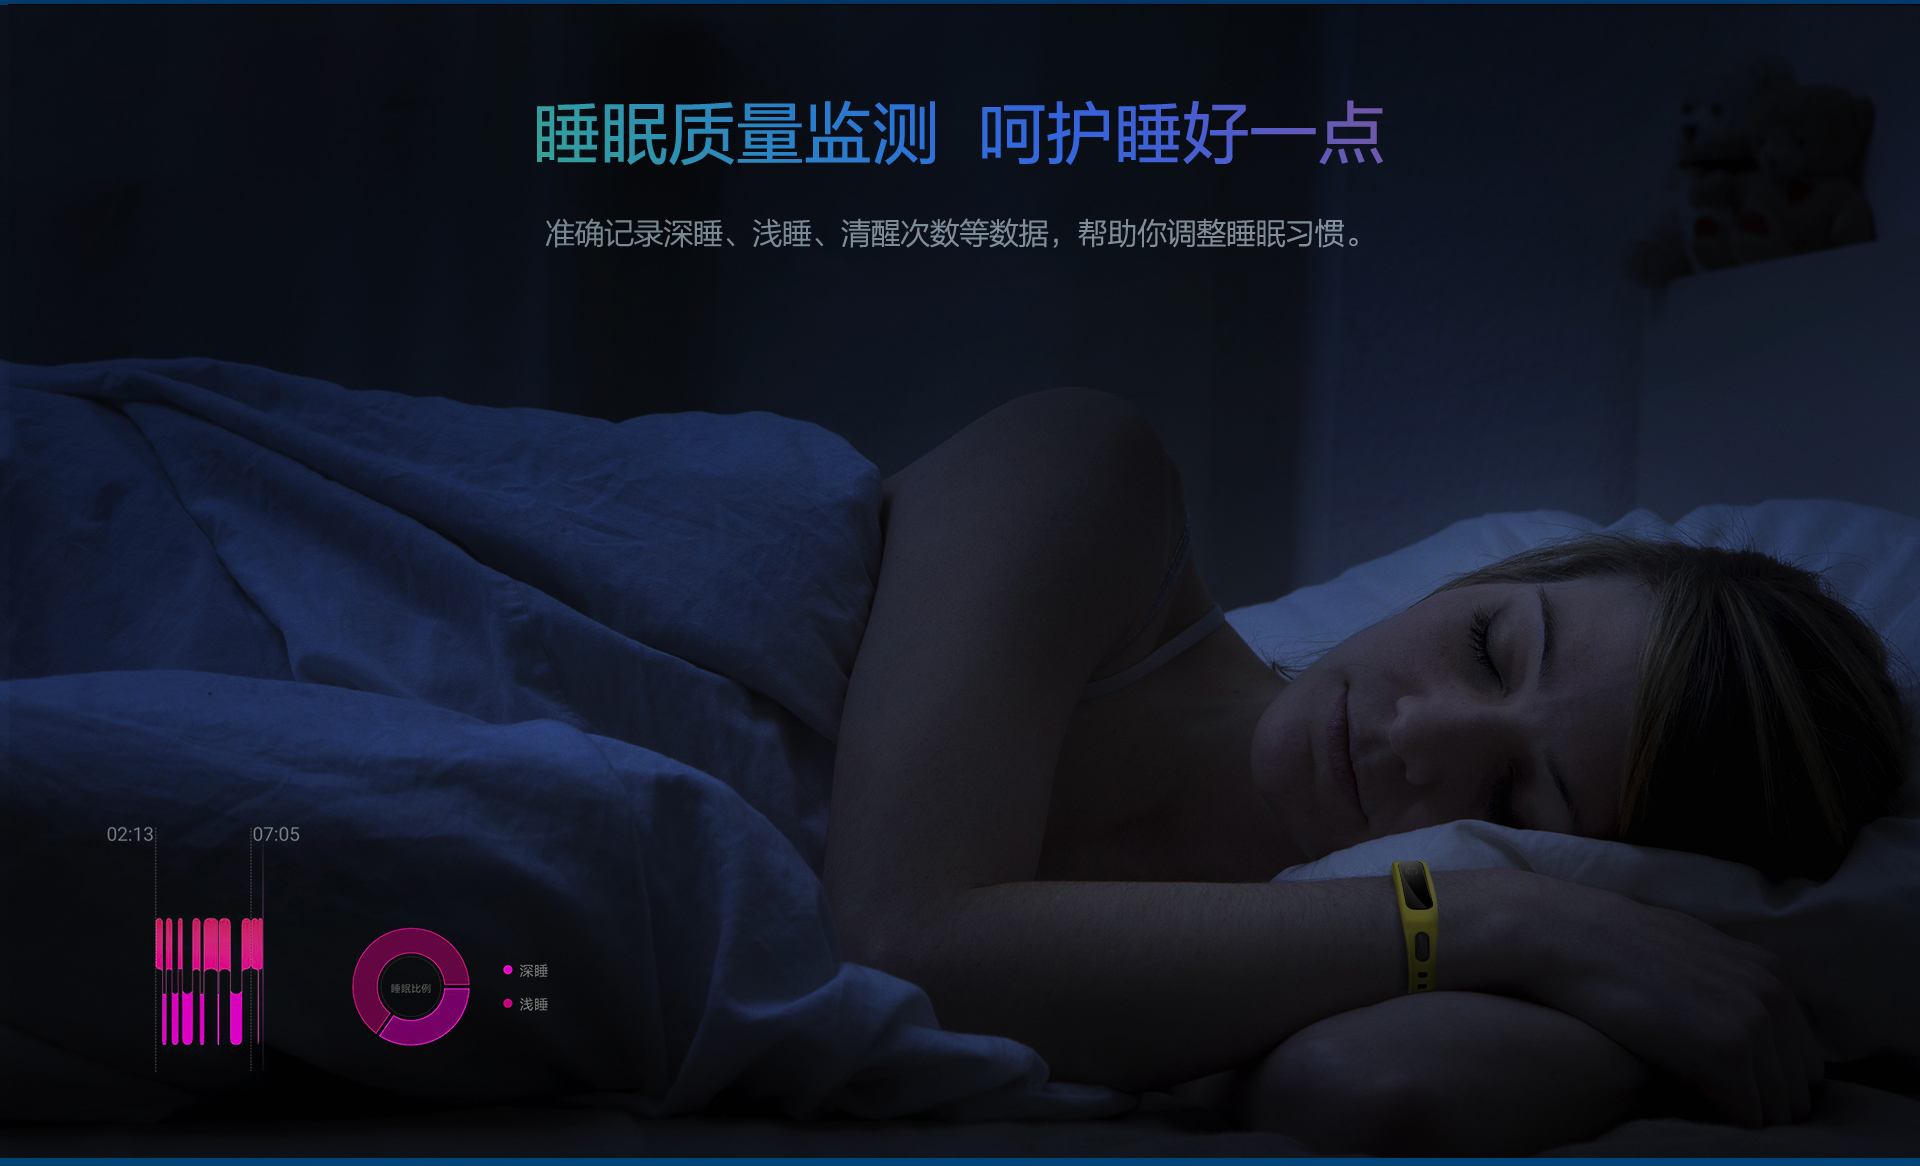 睡眠质量监测 呵护睡好一点
准确记录深睡、浅睡、清醒次数等数据，帮助你调整睡眠习惯。
02:13
07:05
睡眠比例
深睡
浅睡